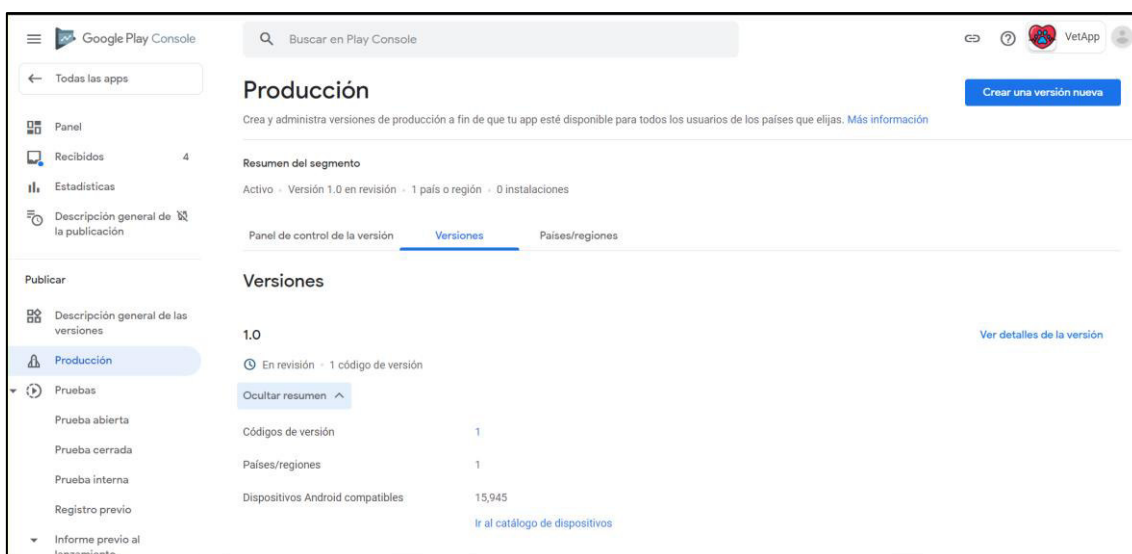 Google Play Console
Buscar en Play Console
VetApp
Todas las apps
Panel
Recibidos 4
Estadísticas
Descripción general de
la publicación
Publicar
Descripción general de las
versiones
Producción
Pruebas
Prueba abierta
Prueba cerrada
Prueba interna
Registro previo
Informe previo al
lanzamiento
Producción
Crear una versión nueva
Crea y administra versiones de producción a fin de que tu app esté disponible para todos los usuarios de los países que elijas. Más información
Resumen del segmento
Activo · Versión 1.0 en revisión · 1 país o región · 0 instalaciones
Panel de control de la versión Versiones Países/regiones
Versiones
1.0 Ver detalles de la versión
En revisión · 1 código de versión
Ocultar resumen
Códigos de versión 1
Países/regiones 1
Dispositivos Android compatibles 15,945
Ir al catálogo de dispositivos